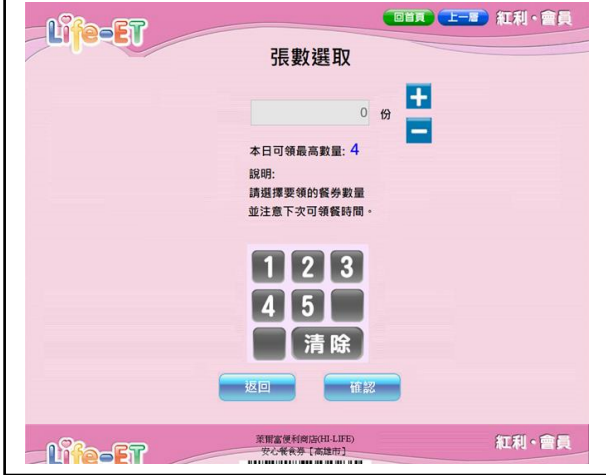 Life-ET 回首頁 上一層 紅利・會員
張數選取
0 份
+
−
本日可領最高數量: 4
說明:
請選擇要領的餐券數量
並注意下次可領餐時間。
1 2 3
4 5
清除
返回 確認
Life-ET 萊爾富便利商店(HI-LIFE) 紅利・會員
安心餐食券【高雄市】